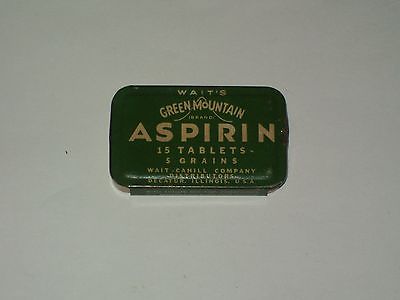 WAIT'S
GREEN MOUNTAIN
(BRAND)
ASPIRIN
15 TABLETS -
5 GRAINS
WAIT - CAHILL COMPANY
- DISTRIBUTORS -
DECATUR, ILLINOIS, U.S.A.